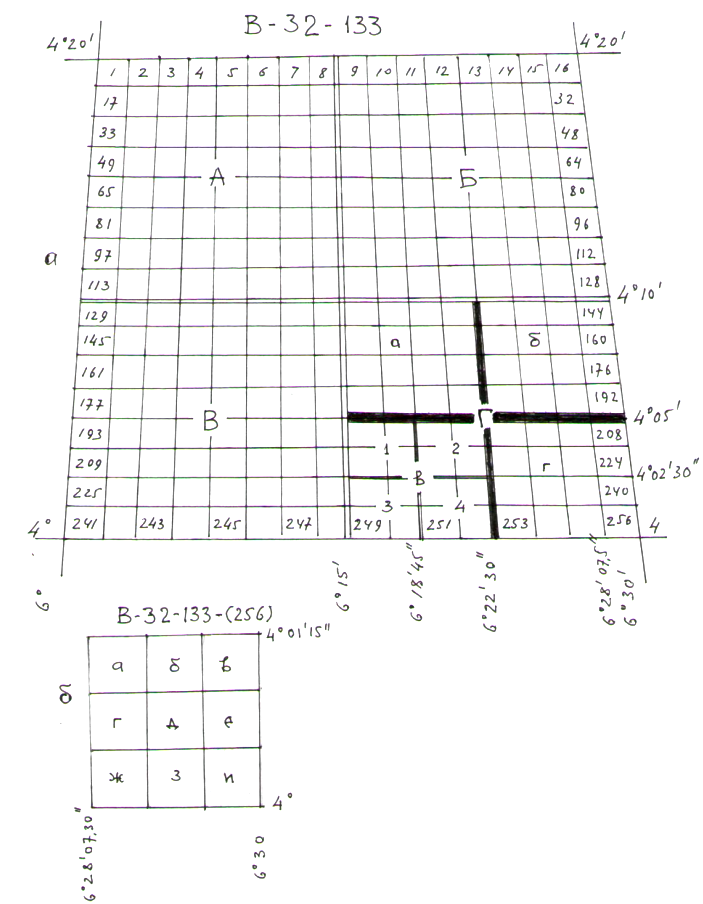 В-32-133
4°20'
4°20'
1 2 3 4 5 6 7 8 9 10 11 12 13 14 15 16
17 32
33 48
49 64
А Б
65 80
81 96
а 97 112
113 128
4°10'
129 144
145 а б 160
161 176
177 192
В Г 4°05'
193 208
1 2
209 г 224
в 4°02'30"
225 240
3 4
4° 241 243 245 247 249 251 253 256 4
6°
6°15'
6°18'45"
6°22'30"
6°28'07,5"
6°30'
В-32-133-(256)
4°01'15"
а б в
б
г д е
ж з и
4°
6°28'07,30"
6°30